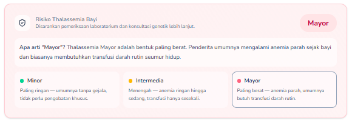 Risiko Thalassemia Bayi
Disarankan pemeriksaan laboratorium dan konsultasi genetik lebih lanjut.
Mayor
Apa arti "Mayor"? Thalassemia Mayor adalah bentuk paling berat. Penderita umumnya mengalami anemia parah sejak bayi
dan biasanya membutuhkan transfusi darah rutin seumur hidup.
Minor
Paling ringan — umumnya tanpa gejala,
tidak perlu pengobatan khusus.
Intermedia
Menengah — anemia ringan hingga
sedang, transfusi hanya sesekali.
Mayor
Paling berat — anemia parah, umumnya
butuh transfusi darah rutin.